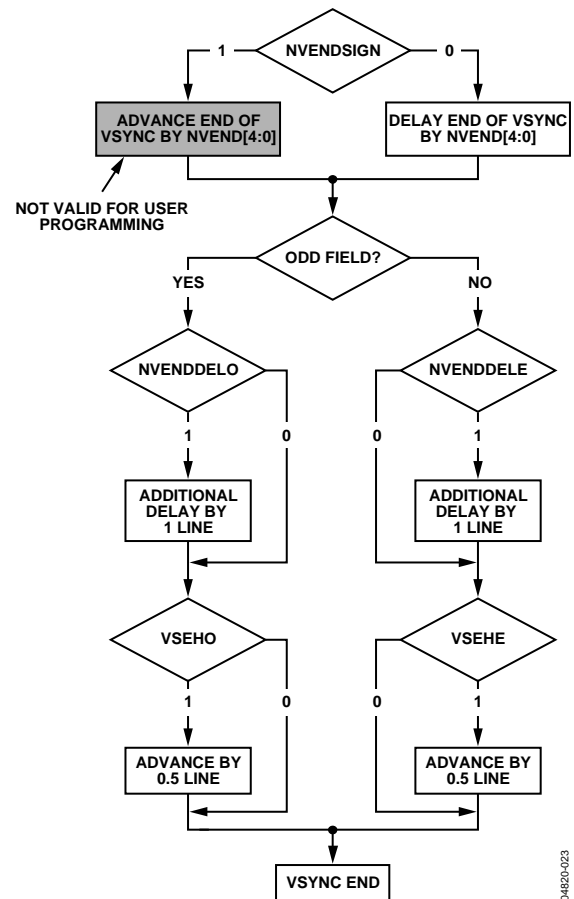 NVENDSIGN
1
0
ADVANCE END OF
VSYNC BY NVEND[4:0]
DELAY END OF VSYNC
BY NVEND[4:0]
NOT VALID FOR USER
PROGRAMMING
ODD FIELD?
YES
NO
NVENDDELO
NVENDDELE
1
0
0
1
ADDITIONAL
DELAY BY
1 LINE
ADDITIONAL
DELAY BY
1 LINE
VSEHO
VSEHE
1
0
0
1
ADVANCE BY
0.5 LINE
ADVANCE BY
0.5 LINE
VSYNC END
04820-023